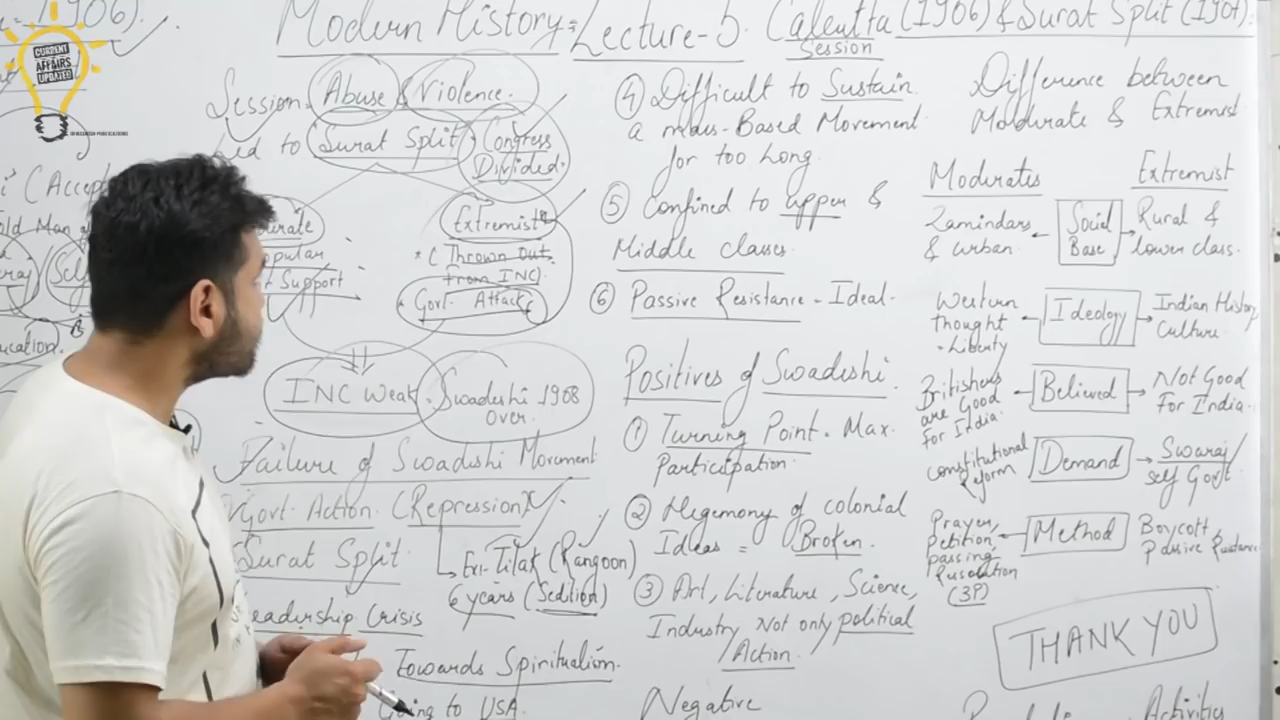 1906).
Modern History = Lecture-5. Calcutta (1906) & Surat Split (1907).
Session
CURRENT
AFFAIRS
UPDATED
Session. Abuse & Violence.
Led to Surat Split
Congress
Divided.
Extremist
* ( Thrown Out.
From INC)
* Govt. Attack
Support
(Accep
old Man
INC Weak.
Swadeshi 1908
Over.
Failure of Swadeshi Movement
Govt. Action (Repression)
Ex:- Tilak (Rangoon)
6 years (Sedition)
Surat Split
Leadership Crisis
Towards Spiritualism.
Going to USA.
④ Difficult to Sustain
a mass-Based Movement
for too Long.
⑤ Confined to upper &
Middle classes.
⑥ Passive Resistance - Ideal.
Positives of Swadeshi.
① Turning Point. Max.
Participation.
② Hegemony of colonial
Ideas = Broken.
③ Art, Literature, Science,
Industry Not only political
Action.
Negative
Difference between
Moderate & Extremist
Moderates Extremist
Zamindars
& urban.
Social
Base
Rural &
lower class.
Western
thought
- Liberty
Ideology
Indian History
Culture.
Britishers
are Good
for India.
Believed
Not Good
For India.
constitutional
reform
Demand
Swaraj/
self Govt
Prayer,
Petition,
passing
Resolution
(3P)
Method
Boycott,
Passive Resistance
THANK YOU
Activities